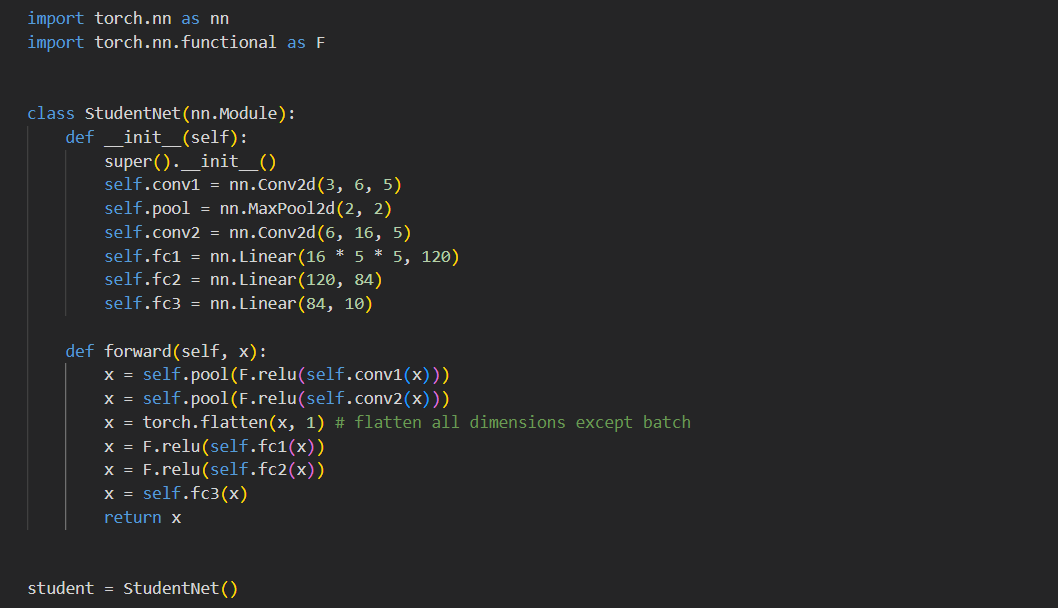 import torch.nn as nn
import torch.nn.functional as F
class StudentNet(nn.Module):
    def __init__(self):
        super().__init__()
        self.conv1 = nn.Conv2d(3, 6, 5)
        self.pool = nn.MaxPool2d(2, 2)
        self.conv2 = nn.Conv2d(6, 16, 5)
        self.fc1 = nn.Linear(16 * 5 * 5, 120)
        self.fc2 = nn.Linear(120, 84)
        self.fc3 = nn.Linear(84, 10)
    def forward(self, x):
        x = self.pool(F.relu(self.conv1(x)))
        x = self.pool(F.relu(self.conv2(x)))
        x = torch.flatten(x, 1) # flatten all dimensions except batch
        x = F.relu(self.fc1(x))
        x = F.relu(self.fc2(x))
        x = self.fc3(x)
        return x
student = StudentNet()